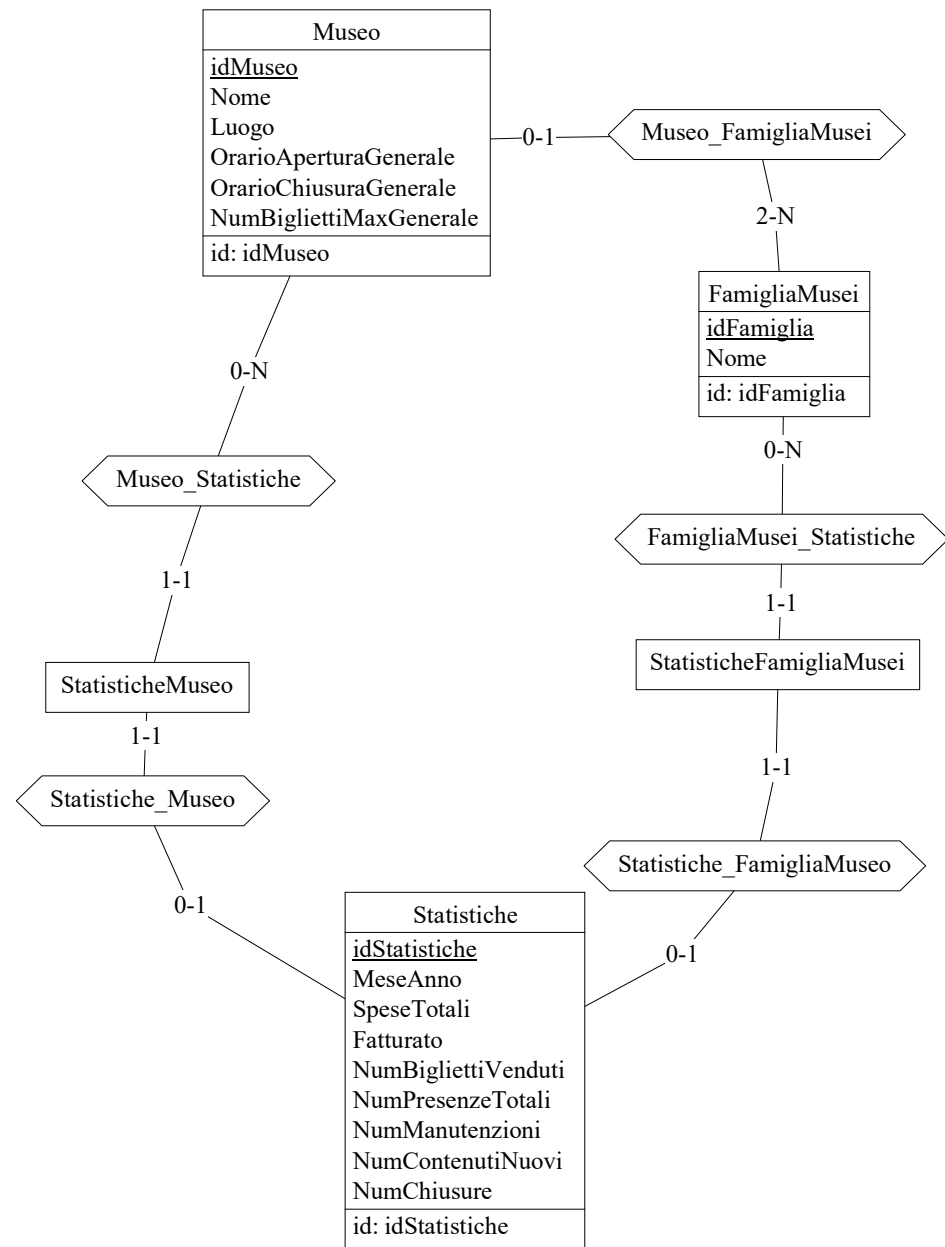 Museo
idMuseo
Nome
Luogo
OrarioAperturaGenerale
OrarioChiusuraGenerale
NumBigliettiMaxGenerale
id: idMuseo
0-1
Museo_FamigliaMusei
2-N
FamigliaMusei
idFamiglia
Nome
id: idFamiglia
0-N
0-N
Museo_Statistiche
FamigliaMusei_Statistiche
1-1
1-1
StatisticheMuseo
StatisticheFamigliaMusei
1-1
1-1
Statistiche_Museo
Statistiche_FamigliaMuseo
0-1
0-1
Statistiche
idStatistiche
MeseAnno
SpeseTotali
Fatturato
NumBigliettiVenduti
NumPresenzeTotali
NumManutenzioni
NumContenutiNuovi
NumChiusure
id: idStatistiche